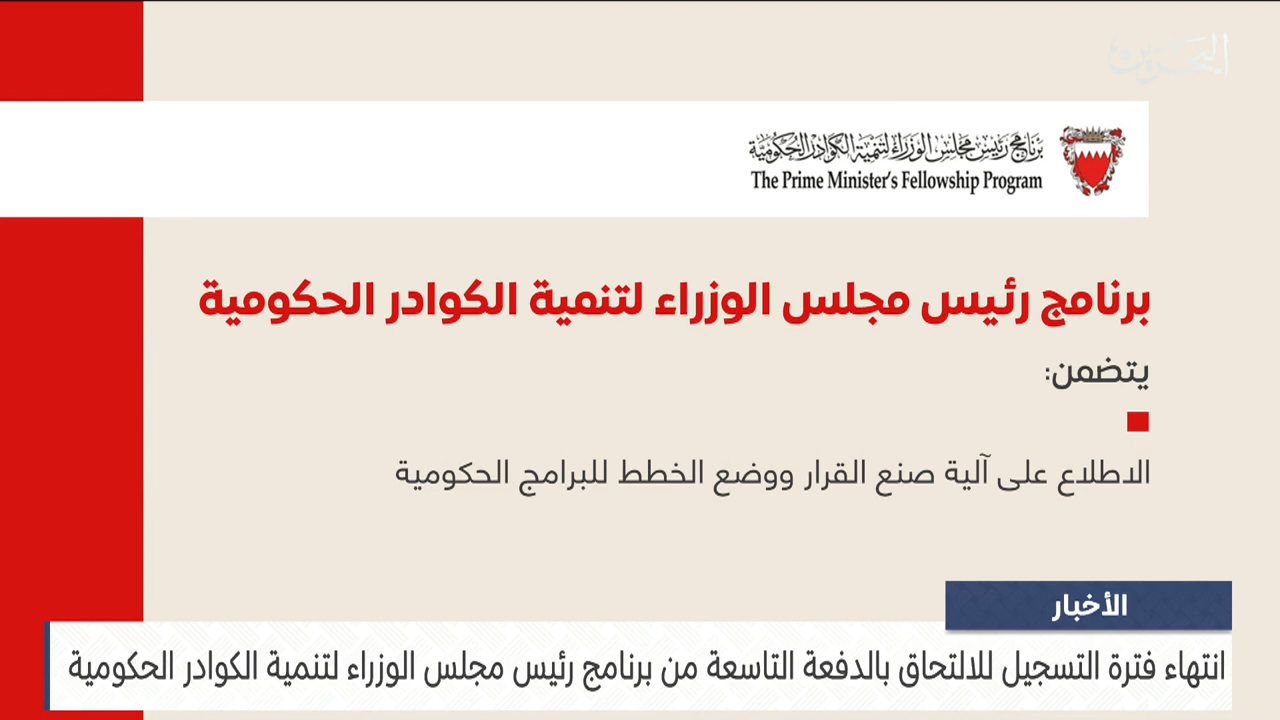 البحرين
برنامج رئيس مجلس الوزراء لتنمية الكوادر الحكومية
The Prime Minister's Fellowship Program
برنامج رئيس مجلس الوزراء لتنمية الكوادر الحكومية
يتضمن:
الاطلاع على آلية صنع القرار ووضع الخطط للبرامج الحكومية
الأخبار
انتهاء فترة التسجيل للالتحاق بالدفعة التاسعة من برنامج رئيس مجلس الوزراء لتنمية الكوادر الحكومية